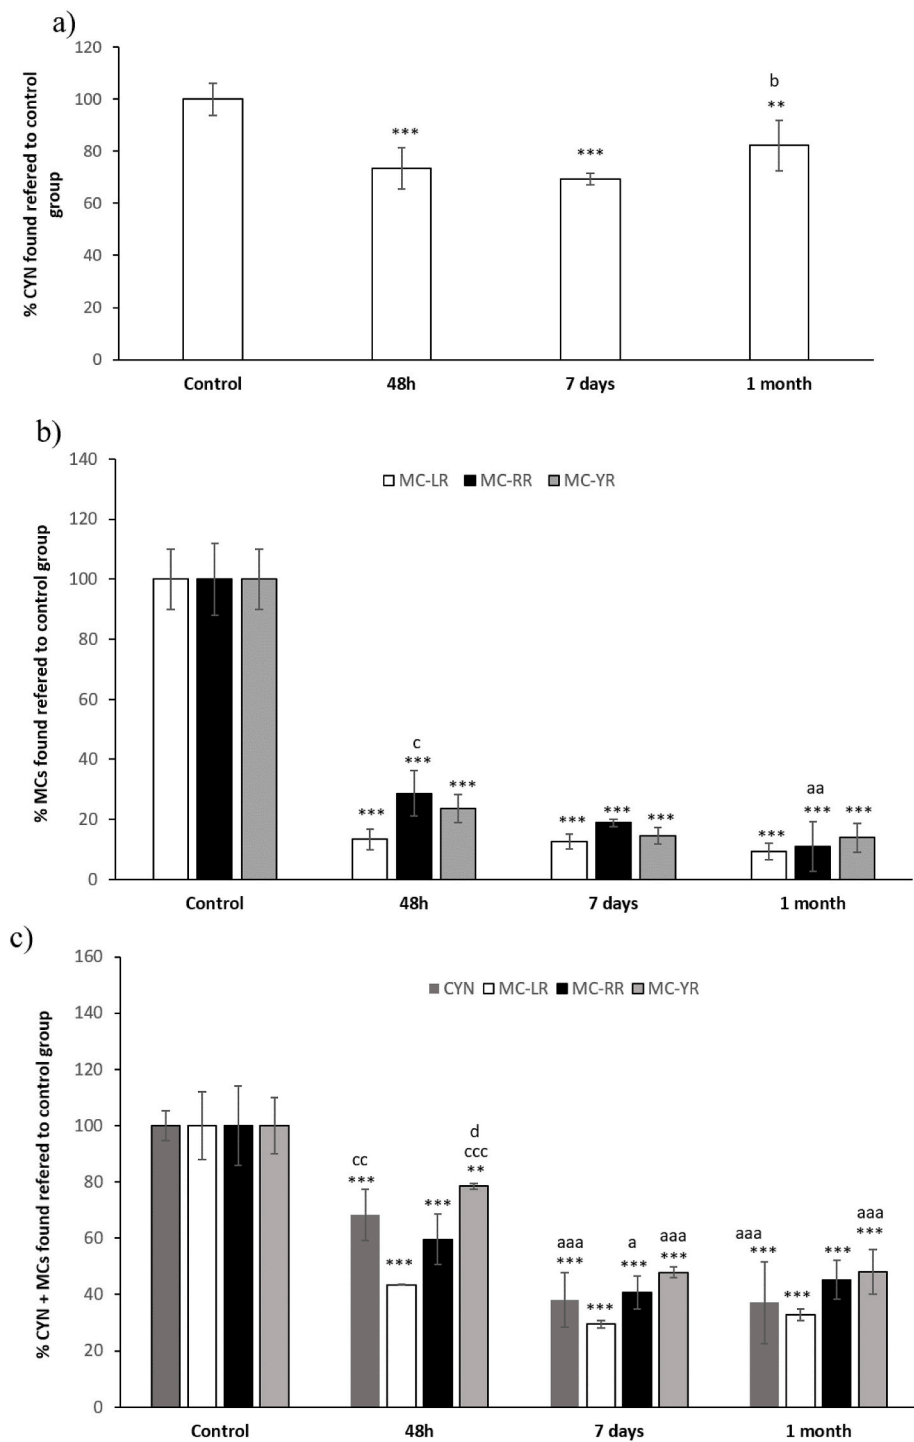 a)
% CYN found refered to control
group
120
100
80
60
40
20
0
***
***
b
**
Control 48h 7 days 1 month
b)
% MCs found refered to control group
140
120
100
80
60
40
20
0
MC-LR MC-RR MC-YR
***
c
***
***
***
***
***
***
aa
***
***
Control 48h 7 days 1 month
c)
% CYN + MCs found refered to control group
160
140
120
100
80
60
40
20
0
CYN MC-LR MC-RR MC-YR
cc
***
***
***
d
ccc
**
aaa
***
***
a
***
aaa
***
aaa
***
***
***
aaa
***
Control 48h 7 days 1 month